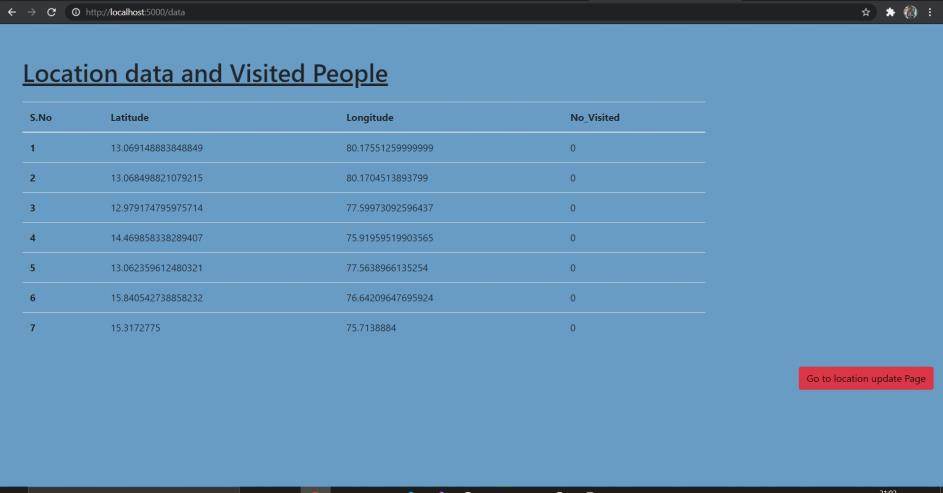 http://localhost:5000/data
Location data and Visited People
S.No Latitude Longitude No_Visited
1 13.069148883848849 80.17551259999999 0
2 13.068498821079215 80.1704513893799 0
3 12.979174795975714 77.59973092596437 0
4 14.469858338289407 75.91959519903565 0
5 13.062359612480321 77.5638966135254 0
6 15.840542738858232 76.64209647695924 0
7 15.3172775 75.7138884 0
Go to location update Page